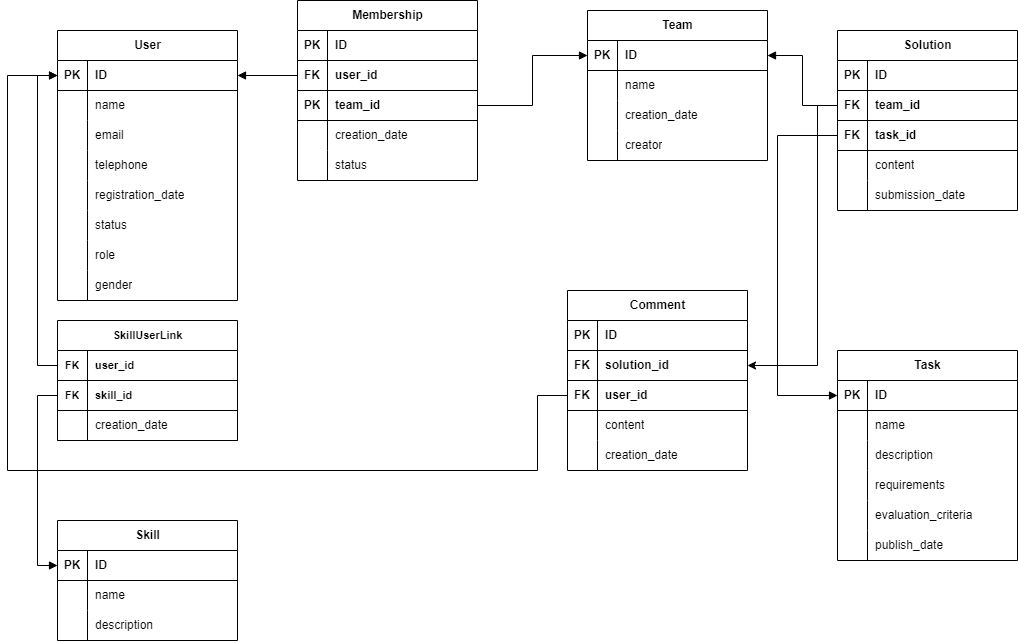 User
PK ID
name
email
telephone
registration_date
status
role
gender
Membership
PK ID
FK user_id
PK team_id
creation_date
status
Team
PK ID
name
creation_date
creator
Solution
PK ID
FK team_id
FK task_id
content
submission_date
SkillUserLink
FK user_id
FK skill_id
creation_date
Comment
PK ID
FK solution_id
FK user_id
content
creation_date
Task
PK ID
name
description
requirements
evaluation_criteria
publish_date
Skill
PK ID
name
description